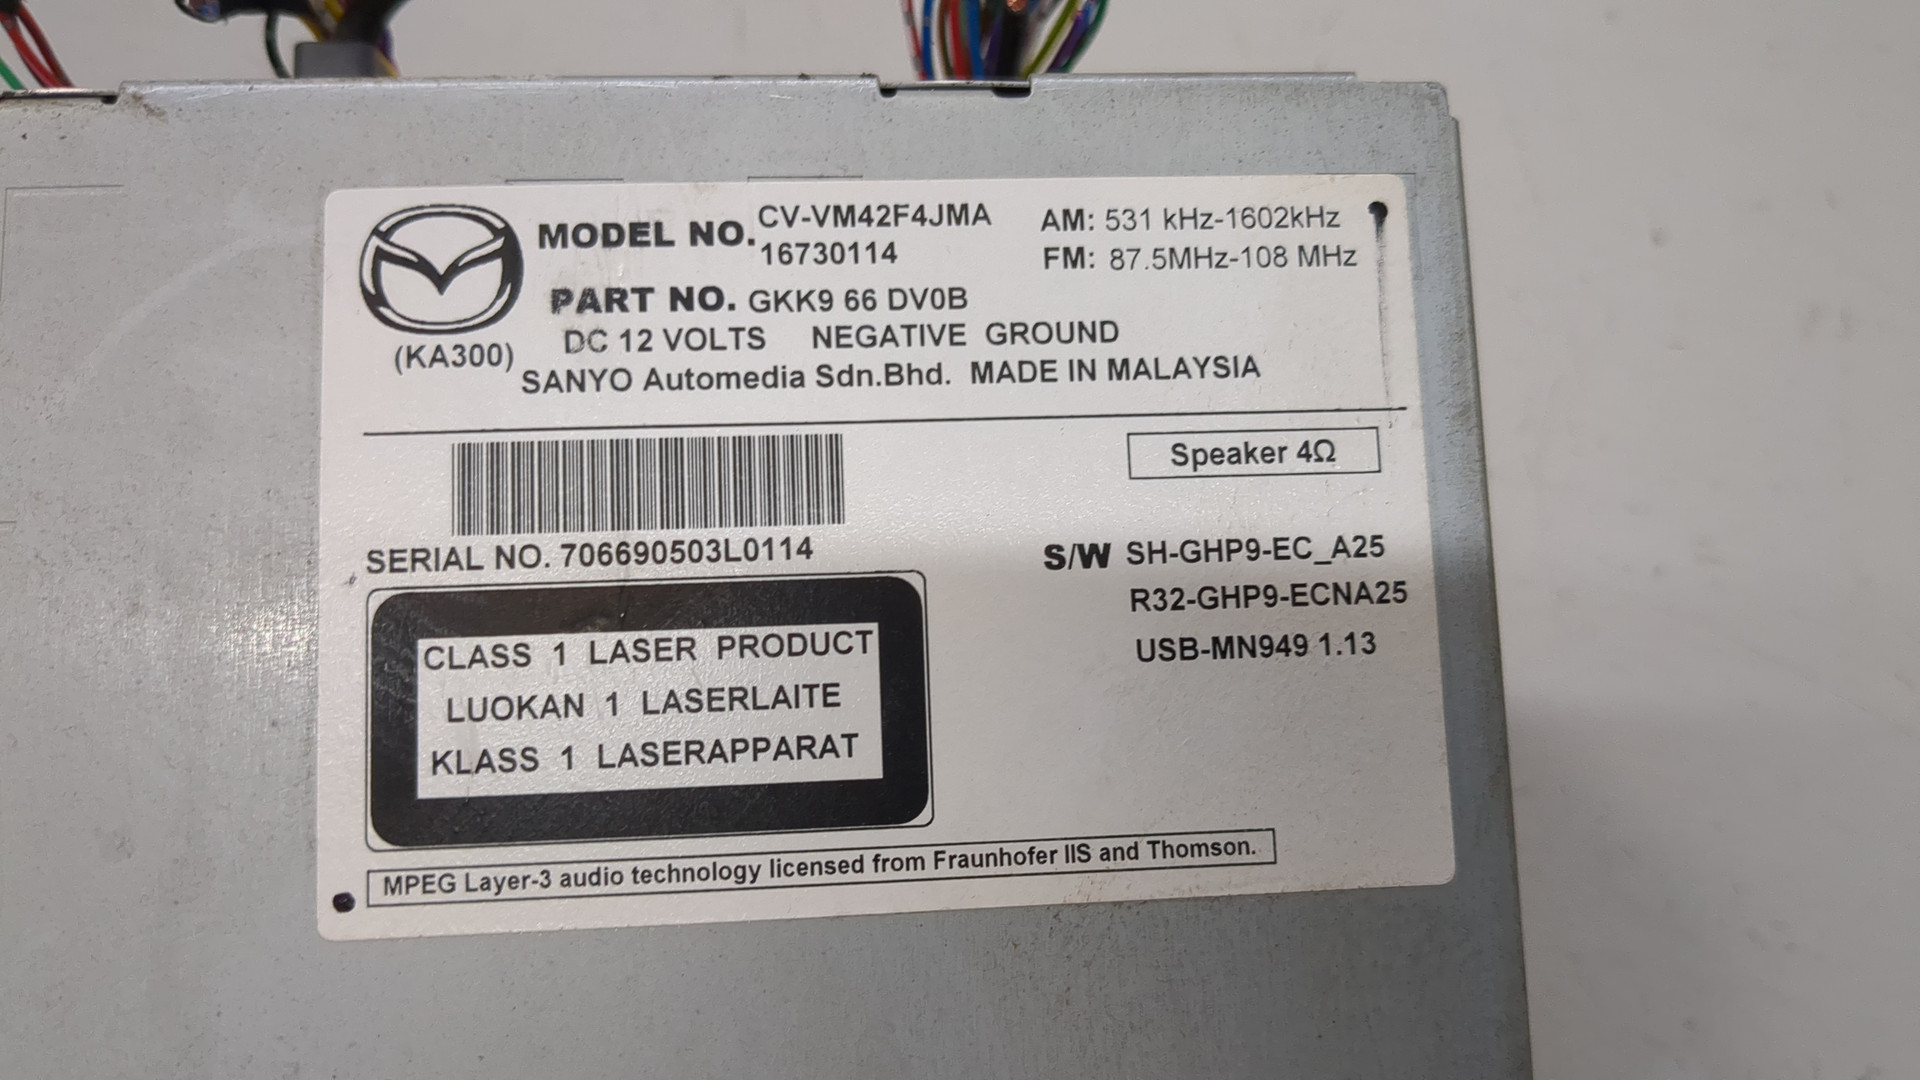 MODEL NO. CV-VM42F4JMA
16730114
AM: 531 kHz-1602kHz
FM: 87.5MHz-108 MHz
PART NO. GKK9 66 DV0B
DC 12 VOLTS NEGATIVE GROUND
(KA300)
SANYO Automedia Sdn.Bhd. MADE IN MALAYSIA
Speaker 4Ω
SERIAL NO. 706690503L0114
S/W SH-GHP9-EC_A25
R32-GHP9-ECNA25
USB-MN949 1.13
CLASS 1 LASER PRODUCT
LUOKAN 1 LASERLAITE
KLASS 1 LASERAPPARAT
MPEG Layer-3 audio technology licensed from Fraunhofer IIS and Thomson.